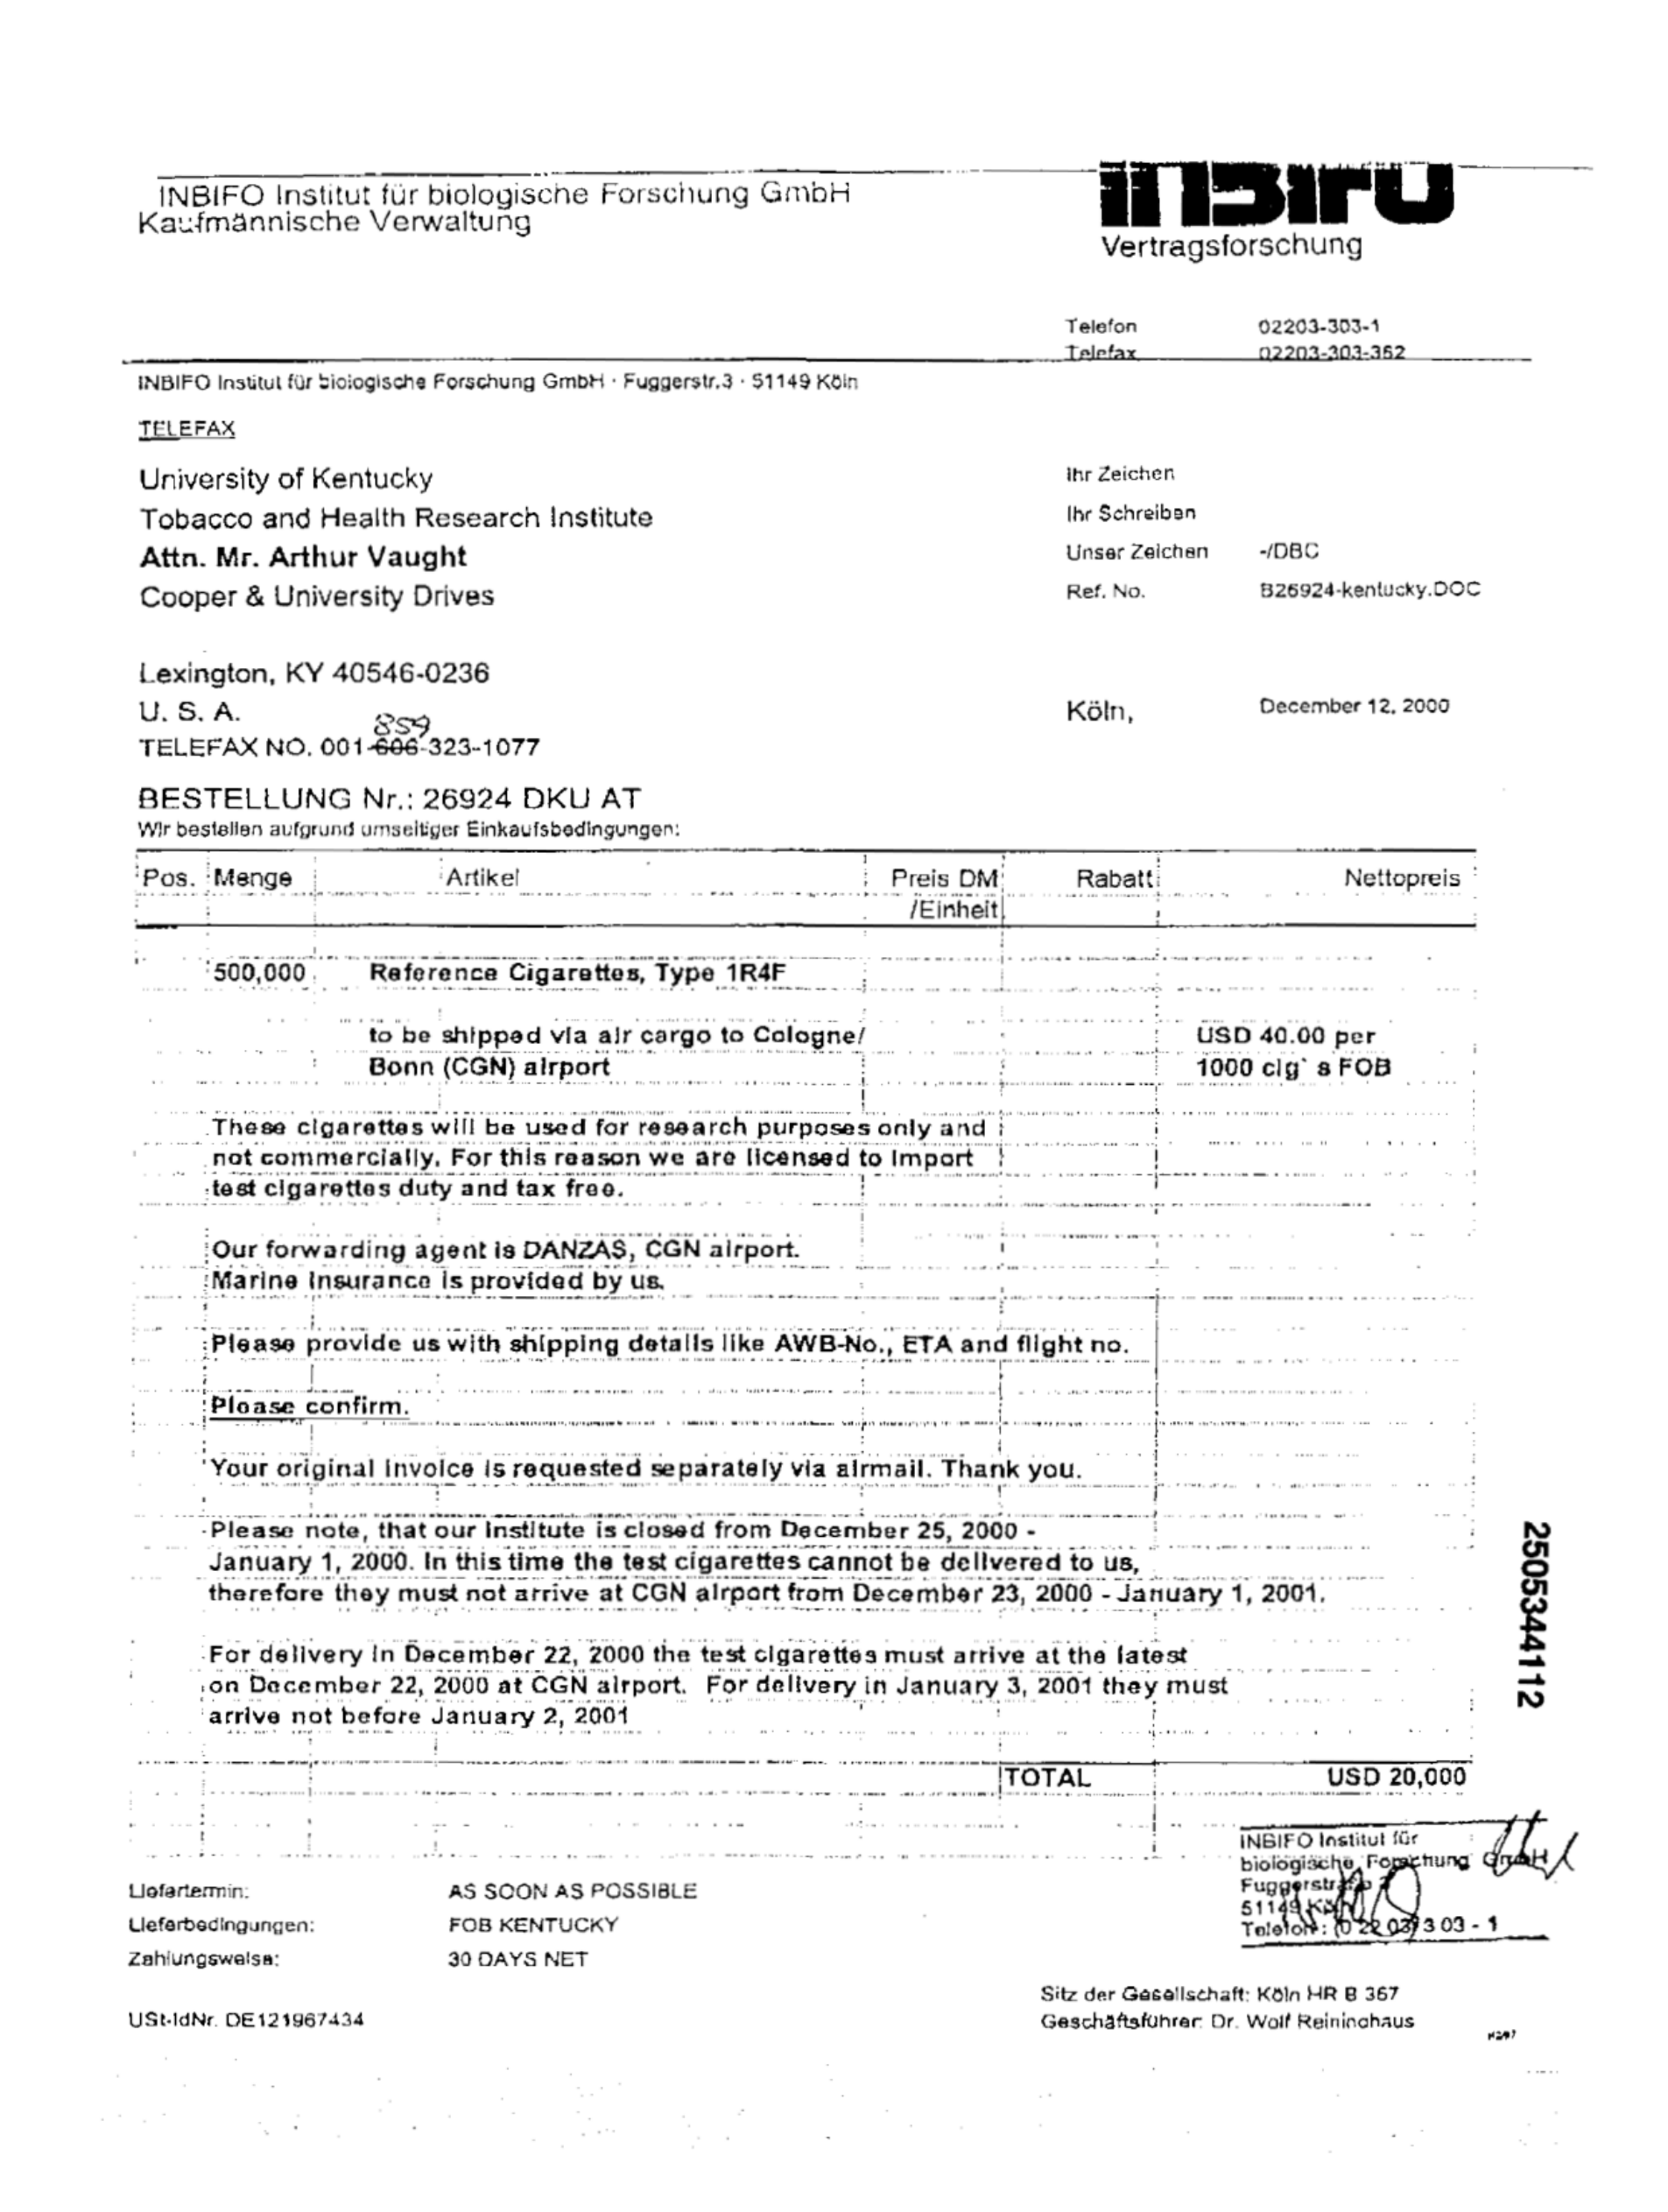 INBIFO Institut für biologische Forschung GmbH
Kaufmännische Verwaltung
INBIFO
Vertragsforschung
Telefon 02203-303-1
Telefax 02203-303-362
INBIFO Institut für biologische Forschung GmbH · Fuggerstr.3 · 51149 Köln
TELEFAX
University of Kentucky
Ihr Zeichen
Tobacco and Health Research Institute
Ihr Schreiben
Attn. Mr. Arthur Vaught
Unser Zeichen -/DBC
Cooper & University Drives
Ref. No. B26924-kentucky.DOC
Lexington, KY 40546-0236
U. S. A.
Köln, December 12, 2000
859
TELEFAX NO. 001-606-323-1077
BESTELLUNG Nr.: 26924 DKU AT
Wir bestellen aufgrund umseitiger Einkaufsbedingungen:
Pos. Menge Artikel Preis DM Rabatt Nettopreis
/Einheit
500,000 Reference Cigarettes, Type 1R4F
to be shipped via air cargo to Cologne/ USD 40.00 per
Bonn (CGN) airport 1000 cig` s FOB
These cigarettes will be used for research purposes only and
not commercially. For this reason we are licensed to import
test cigarettes duty and tax free.
Our forwarding agent is DANZAS, CGN airport.
Marine Insurance is provided by us.
Please provide us with shipping details like AWB-No., ETA and flight no.
Please confirm.
Your original invoice is requested separately via airmail. Thank you.
Please note, that our institute is closed from December 25, 2000 -
January 1, 2000. In this time the test cigarettes cannot be delivered to us,
therefore they must not arrive at CGN airport from December 23, 2000 - January 1, 2001.
For delivery in December 22, 2000 the test cigarettes must arrive at the latest
on December 22, 2000 at CGN airport. For delivery in January 3, 2001 they must
arrive not before January 2, 2001
TOTAL USD 20,000
INBIFO Institut für
biologische Forschung GmbH
Fuggerstraße 3
51149 Köln
Telefon: (0 22 03) 3 03 - 1
Liefertermin: AS SOON AS POSSIBLE
Lieferbedingungen: FOB KENTUCKY
Zahlungsweise: 30 DAYS NET
Sitz der Gesellschaft: Köln HR B 367
USt-IdNr. DE121967434
Geschäftsführer: Dr. Wolf Reininghaus
2505344112